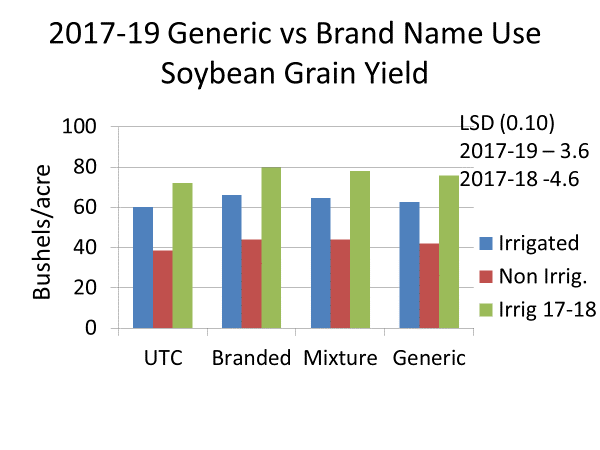 2017-19 Generic vs Brand Name Use
Soybean Grain Yield
LSD (0.10)
2017-19 – 3.6
2017-18 -4.6
Bushels/acre
100
80
60
40
20
0
UTC Branded Mixture Generic
Irrigated
Non Irrig.
Irrig 17-18